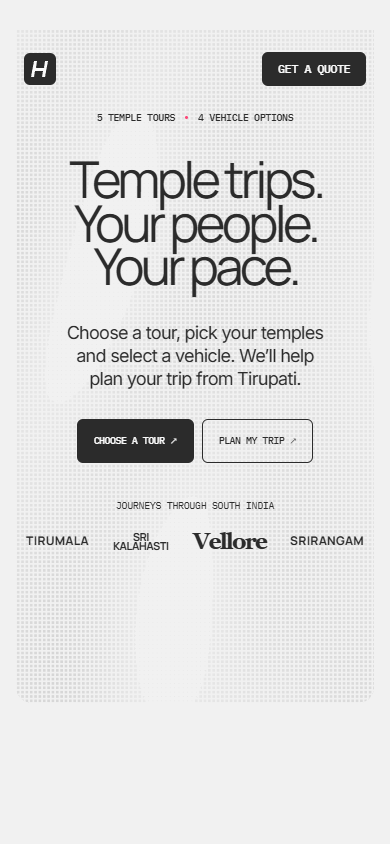 H
GET A QUOTE
5 TEMPLE TOURS • 4 VEHICLE OPTIONS
Temple trips.
Your people.
Your pace.
Choose a tour, pick your temples
and select a vehicle. We’ll help
plan your trip from Tirupati.
CHOOSE A TOUR ↗
PLAN MY TRIP ↗
JOURNEYS THROUGH SOUTH INDIA
TIRUMALA
SRI
KALAHASTI
Vellore
SRIRANGAM